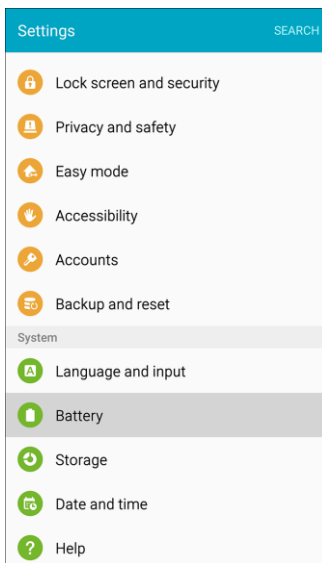 Settings SEARCH
Lock screen and security
Privacy and safety
Easy mode
Accessibility
Accounts
Backup and reset
System
A Language and input
Battery
Storage
Date and time
? Help